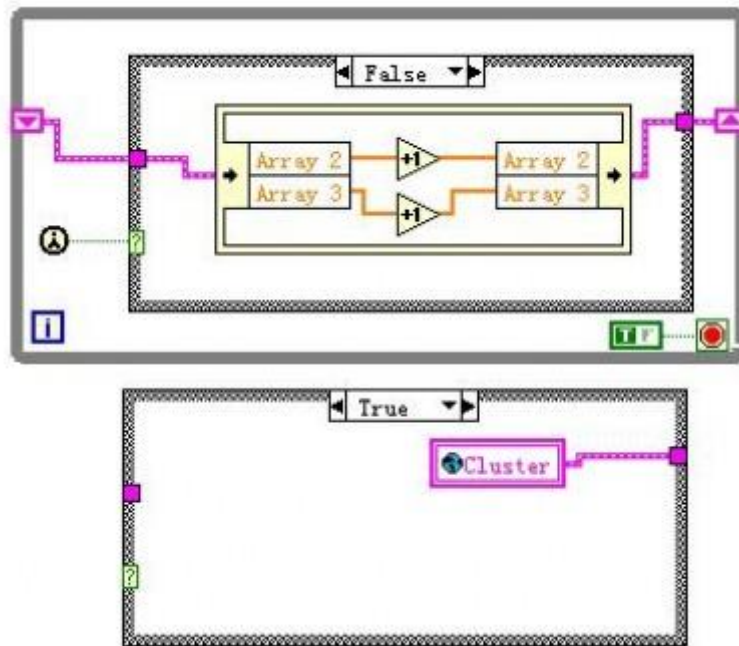 False
Array 2 +1 Array 2
Array 3 +1 Array 3
?
i
T F
True
Cluster
?